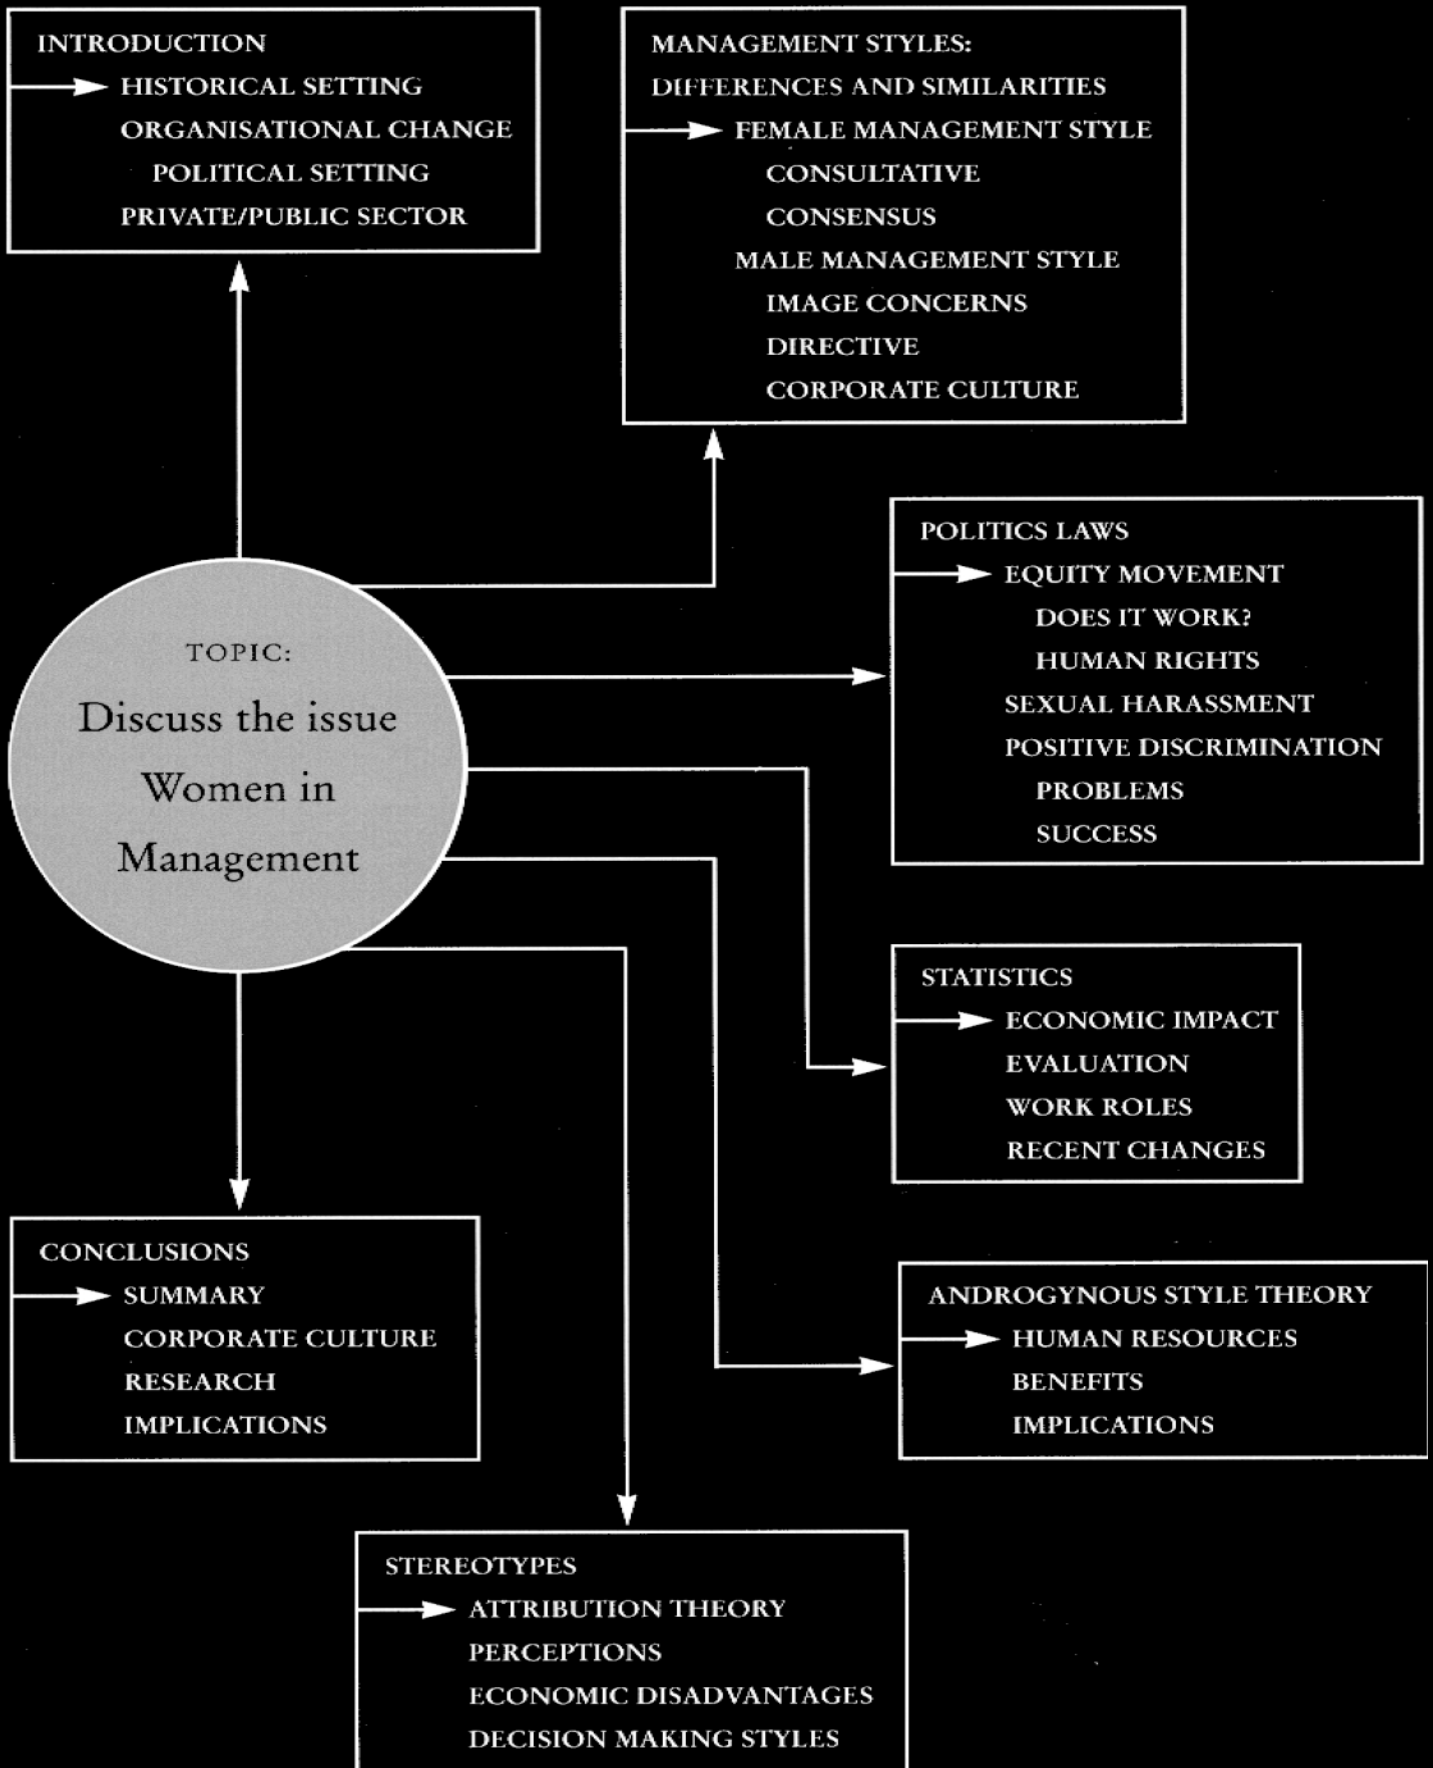 INTRODUCTION
HISTORICAL SETTING
ORGANISATIONAL CHANGE
POLITICAL SETTING
PRIVATE/PUBLIC SECTOR
MANAGEMENT STYLES:
DIFFERENCES AND SIMILARITIES
FEMALE MANAGEMENT STYLE
CONSULTATIVE
CONSENSUS
MALE MANAGEMENT STYLE
IMAGE CONCERNS
DIRECTIVE
CORPORATE CULTURE
POLITICS LAWS
EQUITY MOVEMENT
DOES IT WORK?
HUMAN RIGHTS
SEXUAL HARASSMENT
POSITIVE DISCRIMINATION
PROBLEMS
SUCCESS
TOPIC:
Discuss the issue
Women in
Management
STATISTICS
ECONOMIC IMPACT
EVALUATION
WORK ROLES
RECENT CHANGES
CONCLUSIONS
SUMMARY
CORPORATE CULTURE
RESEARCH
IMPLICATIONS
ANDROGYNOUS STYLE THEORY
HUMAN RESOURCES
BENEFITS
IMPLICATIONS
STEREOTYPES
ATTRIBUTION THEORY
PERCEPTIONS
ECONOMIC DISADVANTAGES
DECISION MAKING STYLES